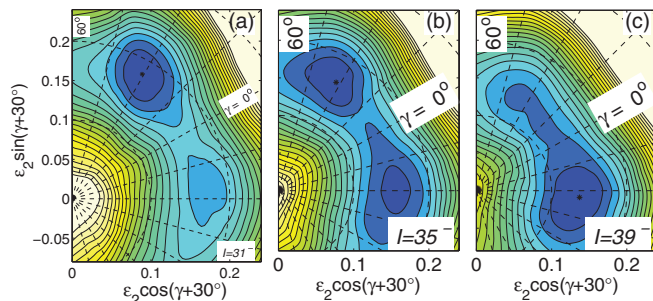 (a)
(b)
(c)
60°
60°
60°
γ = 0°
γ = 0°
γ = 0°
0.2
0.15
0.1
0.05
0
−0.05
ε₂sin(γ+30°)
I=31⁻
I=35⁻
I=39⁻
0 0.1 0.2
0 0.1 0.2
0 0.1 0.2
ε₂cos(γ+30°)
ε₂cos(γ+30°)
ε₂cos(γ+30°)